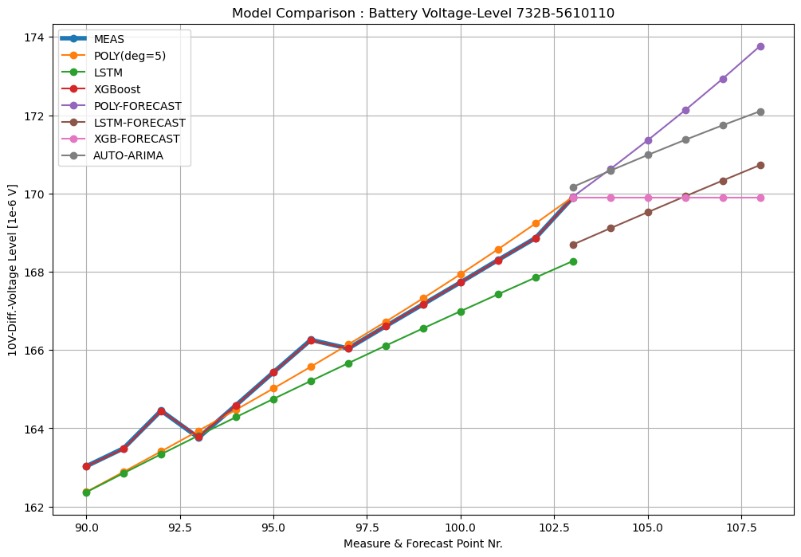 Model Comparison : Battery Voltage-Level 732B-5610110
174
172
170
168
166
164
162
10V-Diff.-Voltage Level [1e-6 V]
MEAS
POLY(deg=5)
LSTM
XGBoost
POLY-FORECAST
LSTM-FORECAST
XGB-FORECAST
AUTO-ARIMA
90.0 92.5 95.0 97.5 100.0 102.5 105.0 107.5
Measure & Forecast Point Nr.